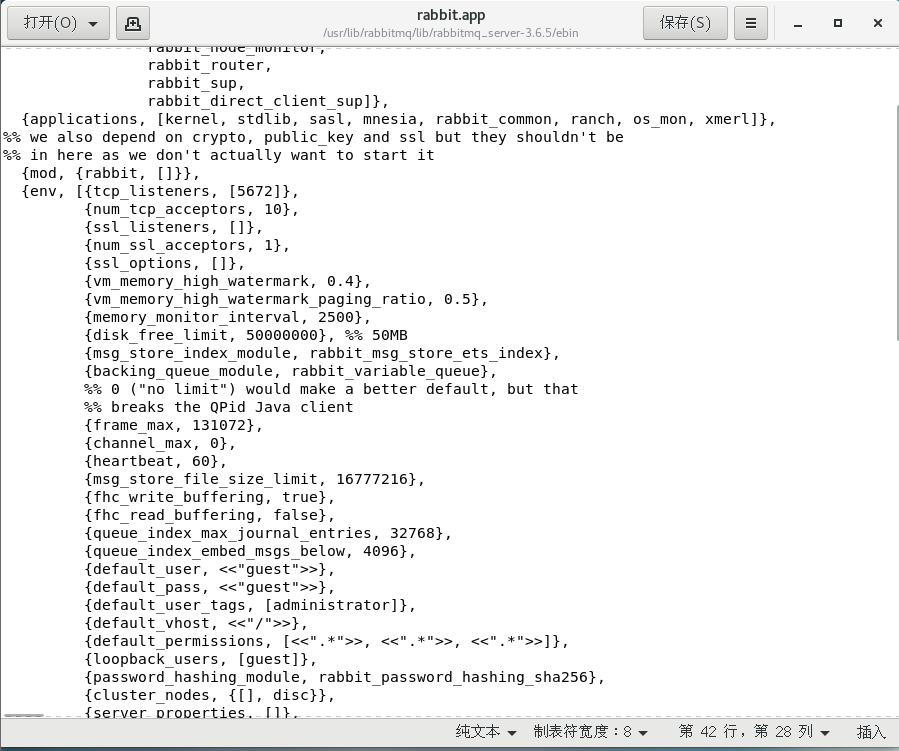 打开(O)
rabbit.app
/usr/lib/rabbitmq/lib/rabbitmq_server-3.6.5/ebin
保存(S)
rabbit_node_monitor,
rabbit_router,
rabbit_sup,
rabbit_direct_client_sup]},
{applications, [kernel, stdlib, sasl, mnesia, rabbit_common, ranch, os_mon, xmerl]},
%% we also depend on crypto, public_key and ssl but they shouldn't be
%% in here as we don't actually want to start it
{mod, {rabbit, []}},
{env, [{tcp_listeners, [5672]},
{num_tcp_acceptors, 10},
{ssl_listeners, []},
{num_ssl_acceptors, 1},
{ssl_options, []},
{vm_memory_high_watermark, 0.4},
{vm_memory_high_watermark_paging_ratio, 0.5},
{memory_monitor_interval, 2500},
{disk_free_limit, 50000000}, %% 50MB
{msg_store_index_module, rabbit_msg_store_ets_index},
{backing_queue_module, rabbit_variable_queue},
%% 0 ("no limit") would make a better default, but that
%% breaks the QPid Java client
{frame_max, 131072},
{channel_max, 0},
{heartbeat, 60},
{msg_store_file_size_limit, 16777216},
{fhc_write_buffering, true},
{fhc_read_buffering, false},
{queue_index_max_journal_entries, 32768},
{queue_index_embed_msgs_below, 4096},
{default_user, <<"guest">>},
{default_pass, <<"guest">>},
{default_user_tags, [administrator]},
{default_vhost, <<"/">>},
{default_permissions, [<<".*">>, <<".*">>, <<".*">>]},
{loopback_users, [guest]},
{password_hashing_module, rabbit_password_hashing_sha256},
{cluster_nodes, {[], disc}},
{server_properties, []},
纯文本 制表符宽度：8 第 42 行，第 28 列 插入